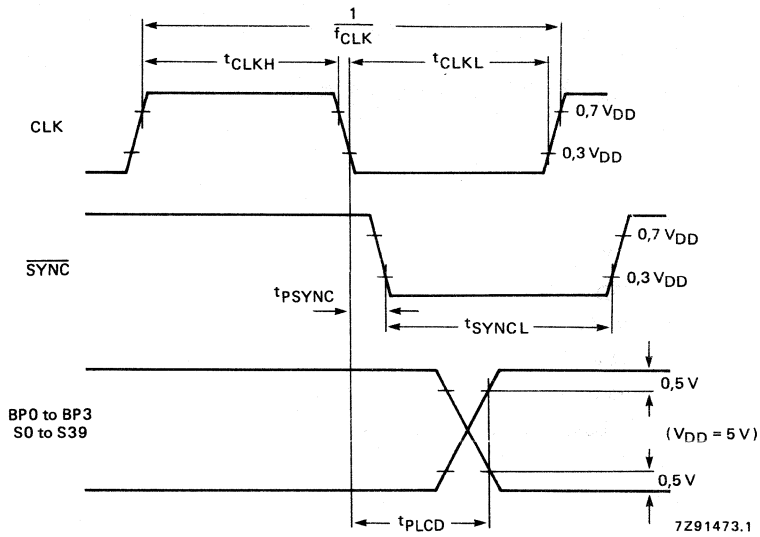 1
fCLK
tCLKH
tCLKL
CLK
0,7 VDD
0,3 VDD
SYNC
0,7 VDD
0,3 VDD
tPSYNC
tSYNCL
BP0 to BP3
S0 to S39
0,5 V
(VDD = 5 V)
0,5 V
tPLCD
7Z91473.1